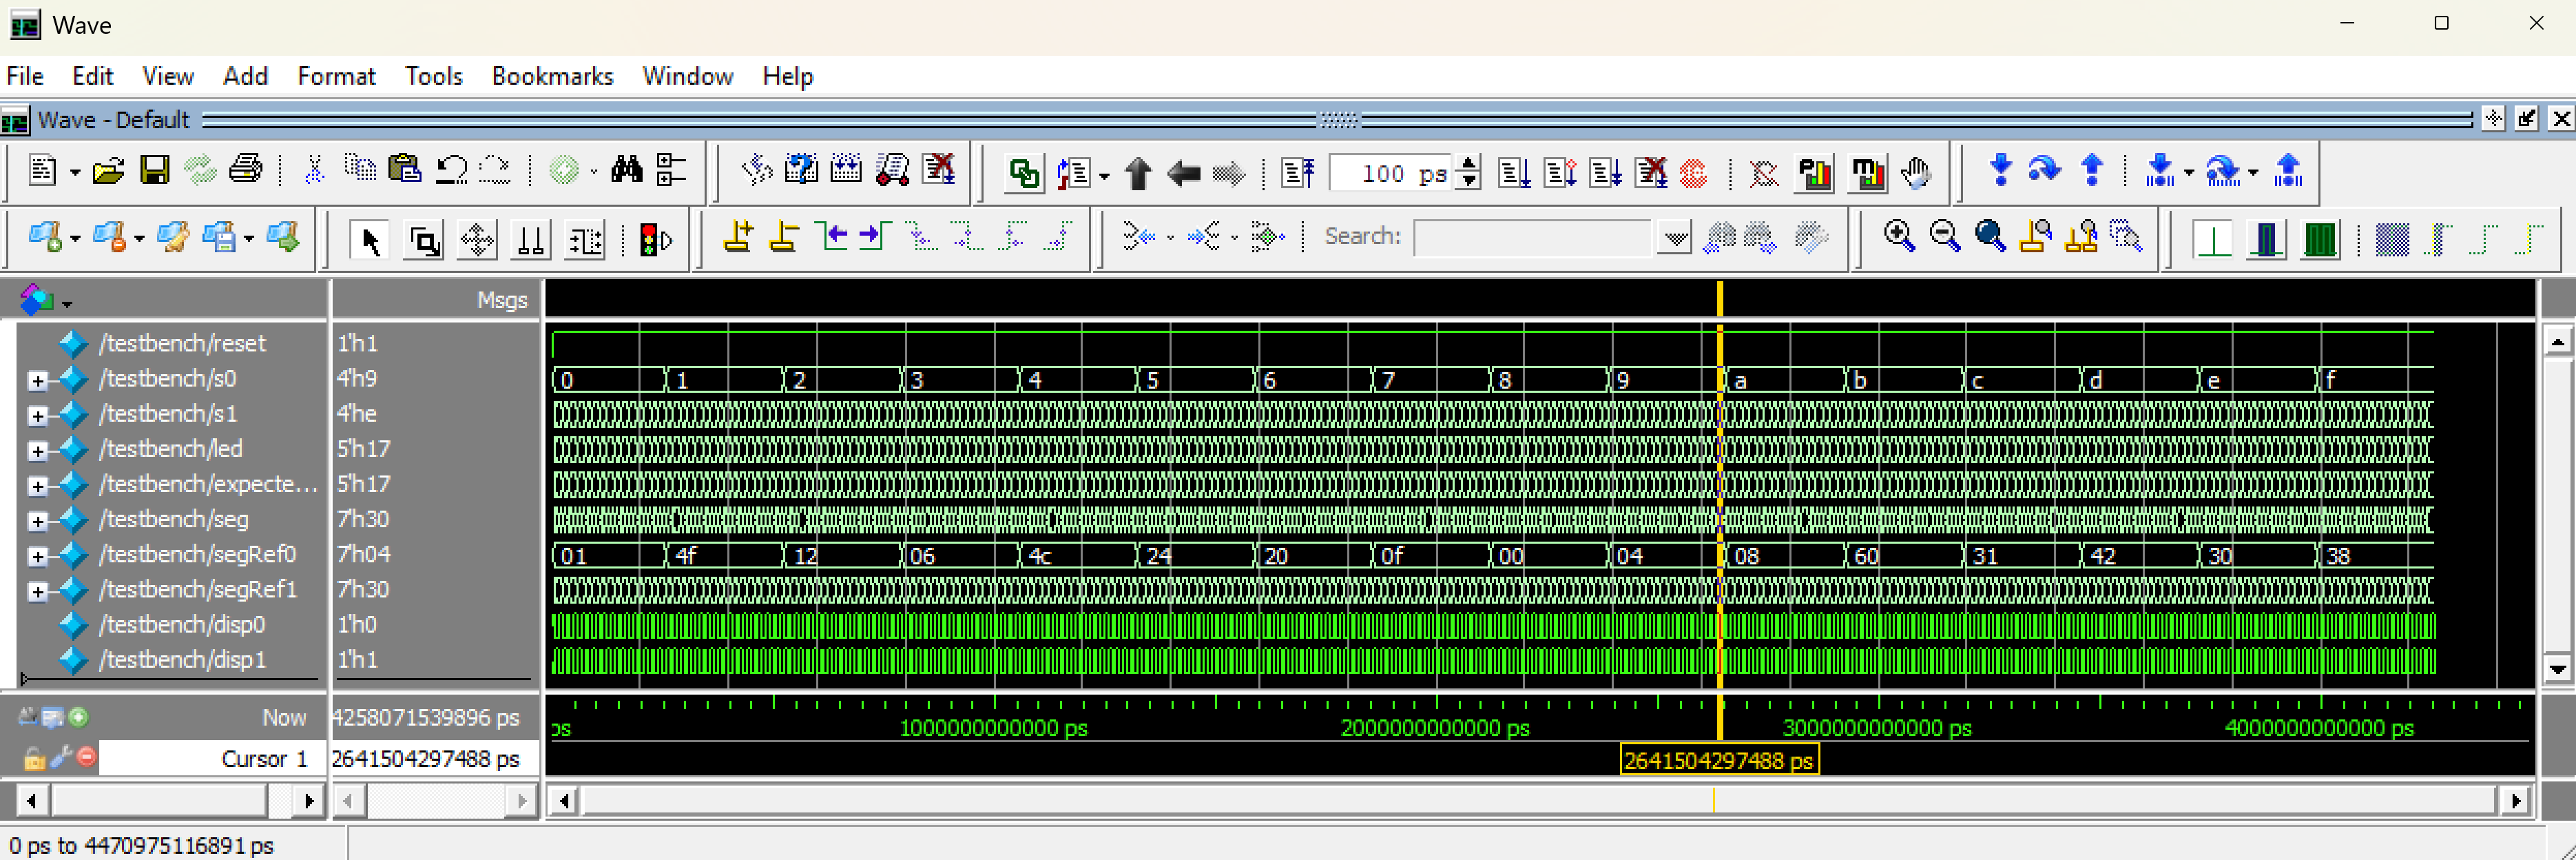 Wave
File Edit View Add Format Tools Bookmarks Window Help
Wave - Default
100 ps
Search:
Msgs
/testbench/reset 1'h1
/testbench/s0 4'h9 0 1 2 3 4 5 6 7 8 9 a b c d e f
/testbench/s1 4'he
/testbench/led 5'h17
/testbench/expecte... 5'h17
/testbench/seg 7'h30
/testbench/segRef0 7'h04 01 4f 12 06 4c 24 20 0f 00 04 08 60 31 42 30 38
/testbench/segRef1 7'h30
/testbench/disp0 1'h0
/testbench/disp1 1'h1
Now 4258071539896 ps ps 1000000000000 ps 2000000000000 ps 3000000000000 ps 4000000000000 ps
Cursor 1 2641504297488 ps 2641504297488 ps
0 ps to 4470975116891 ps